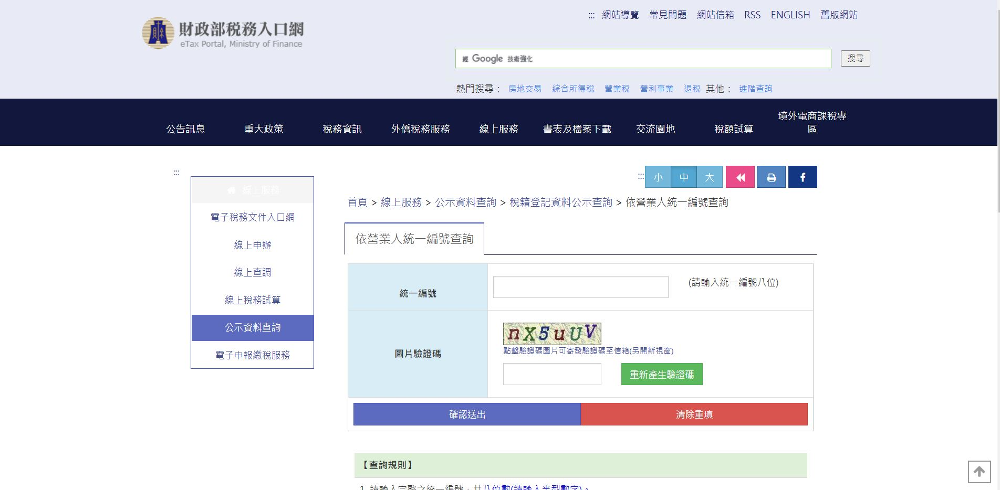 ::: 網站導覽 常見問題 網站信箱 RSS ENGLISH 舊版網站
財政部稅務入口網
eTax Portal, Ministry of Finance
經 Google 技術強化
搜尋
熱門搜尋： 房地交易 綜合所得稅 營業稅 營利事業 退稅 其他： 進階查詢
公告訊息 重大政策 稅務資訊 外僑稅務服務 線上服務 書表及檔案下載 交流園地 稅額試算 境外電商課稅專
區
:::
線上服務
電子稅務文件入口網
線上申辦
線上查調
線上稅務試算
公示資料查詢
電子申報繳稅服務
::: 小 中 大
首頁 > 線上服務 > 公示資料查詢 > 稅籍登記資料公示查詢 > 依營業人統一編號查詢
依營業人統一編號查詢
統一編號
(請輸入統一編號八位)
圖片驗證碼
nX5uUV
點擊驗證碼圖片可寄發驗證碼至信箱(另開新視窗)
重新產生驗證碼
確認送出
清除重填
【查詢規則】
1. 請輸入完整之統一編號，共八位數(請輸入半型數字)。